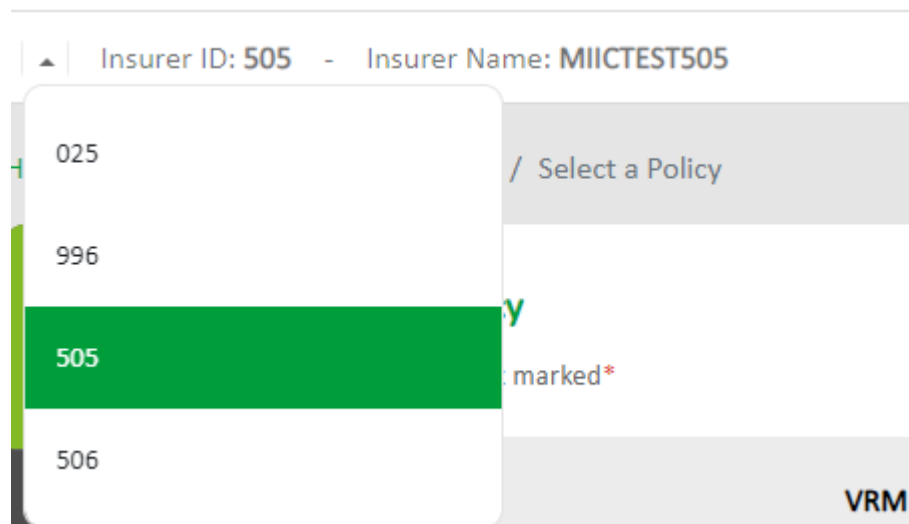 Insurer ID: 505 - Insurer Name: MIICTEST505
025
H
/ Select a Policy
996
y
505
marked*
506
VRM